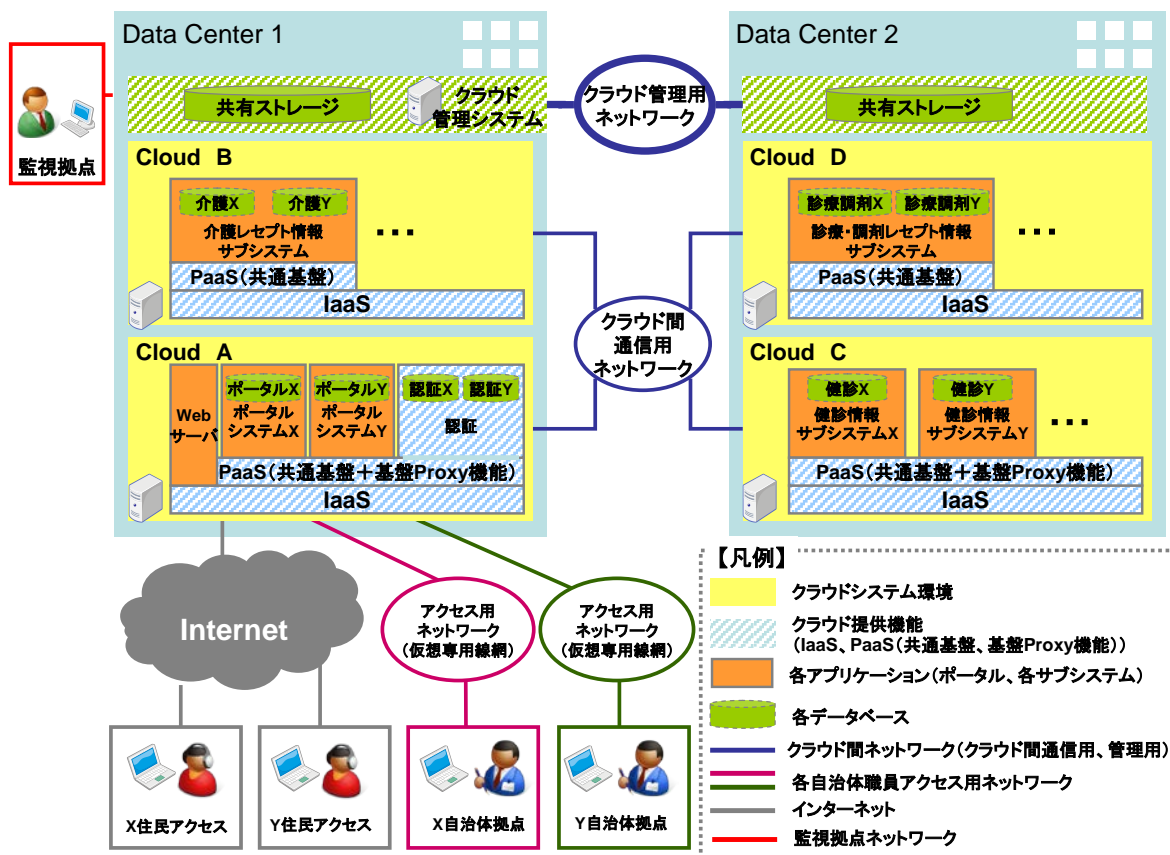 Data Center 1
共有ストレージ
クラウド
管理システム
クラウド管理用
ネットワーク
Data Center 2
共有ストレージ
監視拠点
Cloud B
介護X
介護Y
介護レセプト情報
サブシステム
...
PaaS(共通基盤)
IaaS
Cloud D
診療調剤X
診療調剤Y
診療・調剤レセプト情報
サブシステム
...
PaaS(共通基盤)
IaaS
クラウド間
通信用
ネットワーク
Cloud A
Web
サーバ
ポータルX
ポータル
システムX
ポータルY
ポータル
システムY
認証X
認証Y
認証
PaaS(共通基盤+基盤Proxy機能)
IaaS
Cloud C
健診X
健診情報
サブシステムX
健診Y
健診情報
サブシステムY
...
PaaS(共通基盤+基盤Proxy機能)
IaaS
Internet
アクセス用
ネットワーク
(仮想専用線網)
アクセス用
ネットワーク
(仮想専用線網)
X住民アクセス
Y住民アクセス
X自治体拠点
Y自治体拠点
【凡例】
クラウドシステム環境
クラウド提供機能
(IaaS、PaaS(共通基盤、基盤Proxy機能))
各アプリケーション(ポータル、各サブシステム)
各データベース
クラウド間ネットワーク(クラウド間通信用、管理用)
各自治体職員アクセス用ネットワーク
インターネット
監視拠点ネットワーク